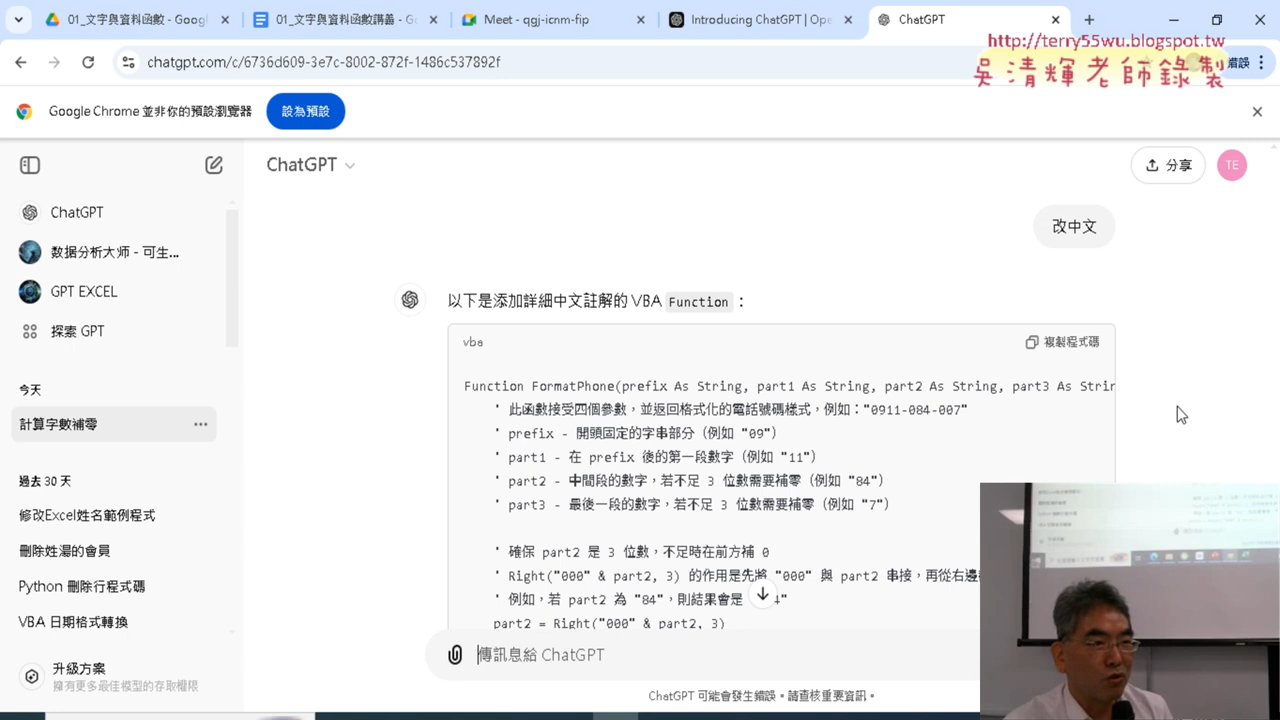 01_文字與資料函數 - Googl
01_文字與資料函數講義 - Go
Meet - qgj-icnm-fip
Introducing ChatGPT | Ope
ChatGPT
http://terry55wu.blogspot.tw
吳清輝老師錄製
chatgpt.com/c/6736d609-3e7c-8002-872f-1486c537892f
Google Chrome 並非你的預設瀏覽器
設為預設
ChatGPT
分享
TE
ChatGPT
数据分析大师 - 可生...
GPT EXCEL
探索 GPT
今天
計算字數補零
過去 30 天
修改Excel姓名範例程式
刪除姓湯的會員
Python 刪除行程式碼
VBA 日期格式轉換
升級方案
擁有更多最佳模型的存取權限
改中文
以下是添加詳細中文註解的 VBA Function：
vba
複製程式碼
Function FormatPhone(prefix As String, part1 As String, part2 As String, part3 As Strin
' 此函數接受四個參數，並返回格式化的電話號碼樣式，例如："0911-084-007"
' prefix - 開頭固定的字串部分（例如 "09"）
' part1 - 在 prefix 後的第一段數字（例如 "11"）
' part2 - 中間段的數字，若不足 3 位數需要補零（例如 "84"）
' part3 - 最後一段的數字，若不足 3 位數需要補零（例如 "7"）
' 確保 part2 是 3 位數，不足時在前方補 0
' Right("000" & part2, 3) 的作用是先將 "000" 與 part2 串接，再從右邊
' 例如，若 part2 為 "84"，則結果會是 4"
part2 = Right("000" & part2, 3)
傳訊息給 ChatGPT
ChatGPT 可能會發生錯誤。請查核重要資訊。